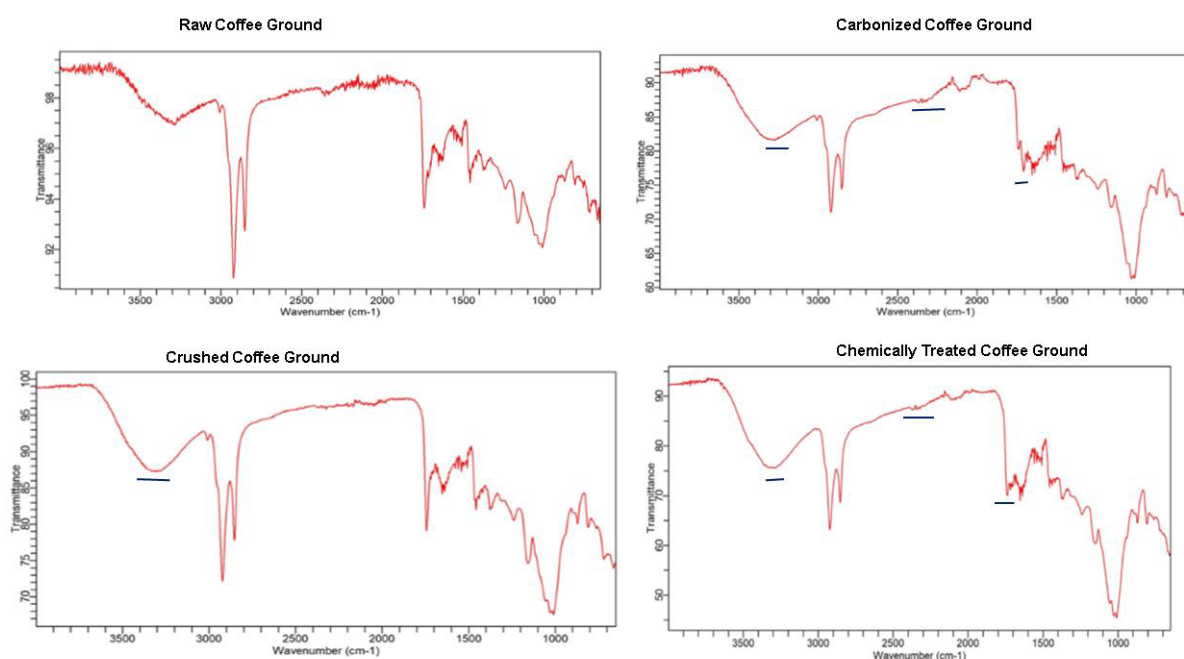 Raw Coffee Ground
Transmittance
98
96
94
92
3500 3000 2500 2000 1500 1000
Wavenumber (cm-1)
Carbonized Coffee Ground
Transmittance
90
85
80
75
70
65
60
3500 3000 2500 2000 1500 1000
Wavenumber (cm-1)
Crushed Coffee Ground
Transmittance
100
95
90
85
80
75
70
3500 3000 2500 2000 1500 1000
Wavenumber (cm-1)
Chemically Treated Coffee Ground
Transmittance
90
80
70
60
50
3500 3000 2500 2000 1500 1000
Wavenumber (cm-1)